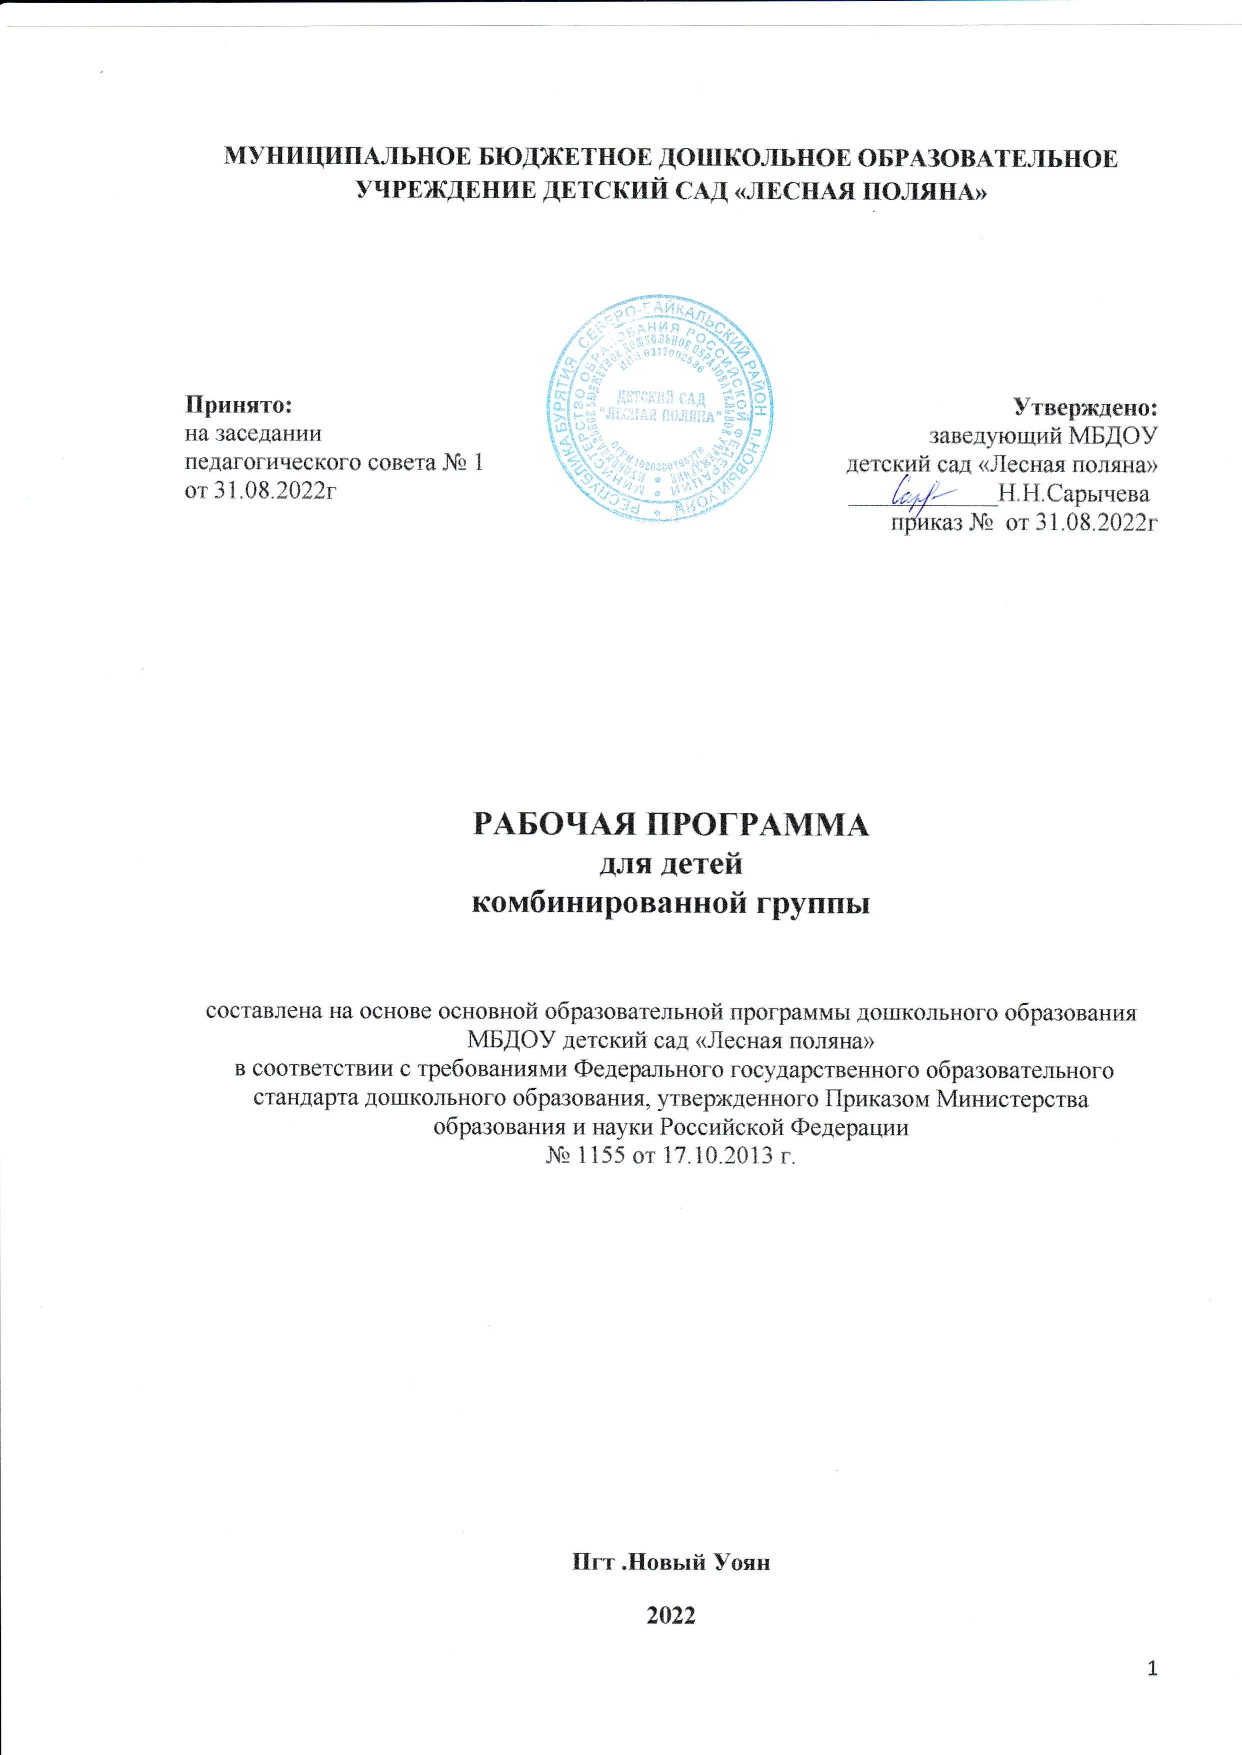 МУНИЦИПАЛЬНОЕ БЮДЖЕТНОЕ ДОШКОЛЬНОЕ ОБРАЗОВАТЕЛЬНОЕ
УЧРЕЖДЕНИЕ ДЕТСКИЙ САД «ЛЕСНАЯ ПОЛЯНА»
Принято:
на заседании
педагогического совета № 1
от 31.08.2022г
ДЕТСКИЙ САД
"ЛЕСНАЯ ПОЛЯНА"
Утверждено:
заведующий МБДОУ
детский сад «Лесная поляна»
Н.Н.Сарычева
приказ № от 31.08.2022г
РАБОЧАЯ ПРОГРАММА
для детей
комбинированной группы
составлена на основе основной образовательной программы дошкольного образования
МБДОУ детский сад «Лесная поляна»
в соответствии с требованиями Федерального государственного образовательного
стандарта дошкольного образования, утвержденного Приказом Министерства
образования и науки Российской Федерации
№ 1155 от 17.10.2013 г.
Пгт .Новый Уоян
2022
1